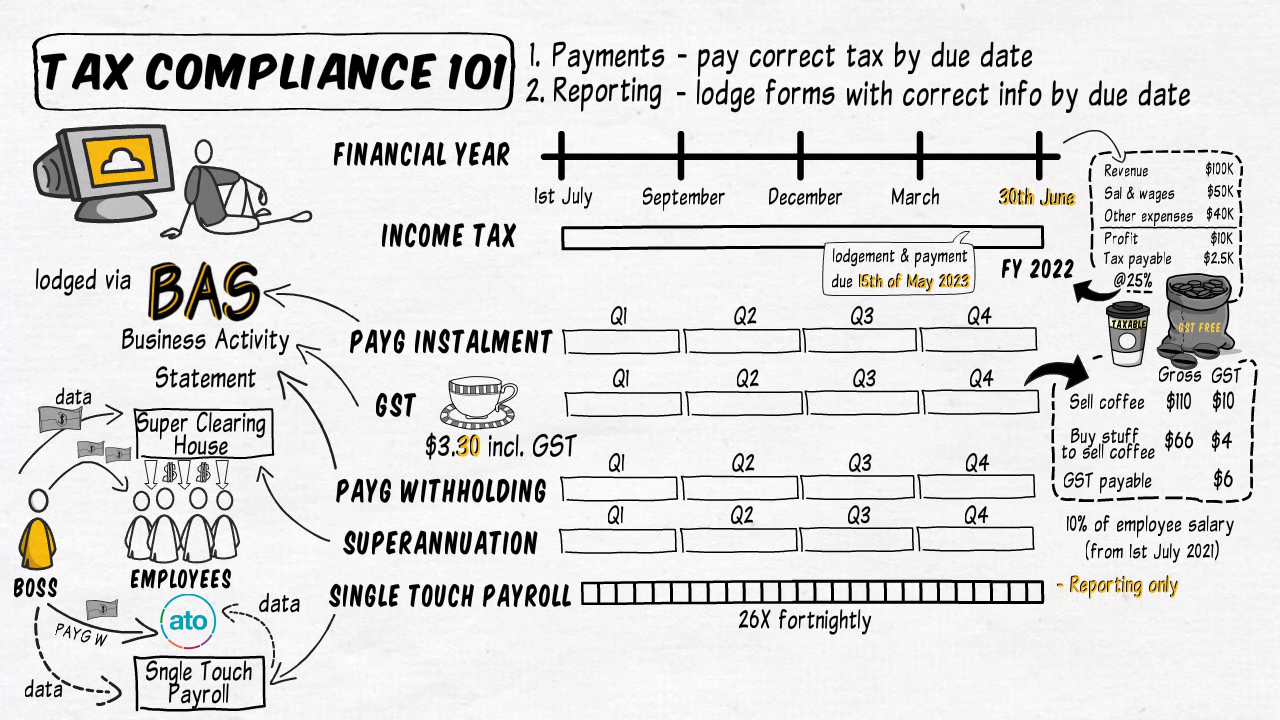 TAX COMPLIANCE 101
1. Payments - pay correct tax by due date
2. Reporting - lodge forms with correct info by due date
FINANCIAL YEAR
1st July September December March 30th June
Revenue $100K
Sal & wages $50K
Other expenses $40K
Profit $10K
Tax payable $2.5K
@25%
INCOME TAX
lodgement & payment
due 15th of May 2023
FY 2022
lodged via BAS
Business Activity
Statement
PAYG INSTALMENT
Q1 Q2 Q3 Q4
TAXABLE
GST FREE
GST
$3.30 incl. GST
Q1 Q2 Q3 Q4
Gross GST
Sell coffee $110 $10
Buy stuff
to sell coffee $66 $4
GST payable $6
PAYG WITHHOLDING
Q1 Q2 Q3 Q4
SUPERANNUATION
Q1 Q2 Q3 Q4
10% of employee salary
(from 1st July 2021)
SINGLE TOUCH PAYROLL
- Reporting only
26X fortnightly
data
Super Clearing
House
$ $
BOSS
EMPLOYEES
PAYG W
ato
data
data
Sngle Touch
Payroll